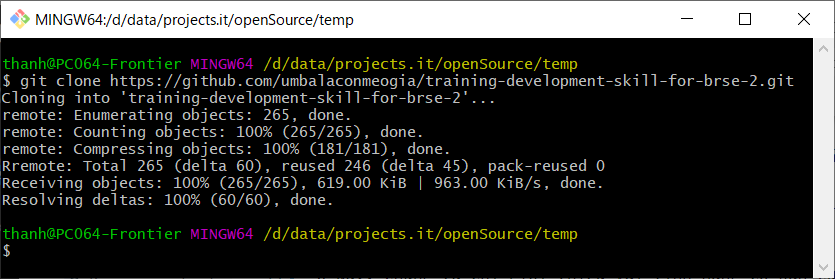 MINGW64:/d/data/projects.it/openSource/temp
thanh@PC064-Frontier MINGW64 /d/data/projects.it/openSource/temp
$ git clone https://github.com/umbalaconmeogia/training-development-skill-for-brse-2.git
Cloning into 'training-development-skill-for-brse-2'...
remote: Enumerating objects: 265, done.
remote: Counting objects: 100% (265/265), done.
remote: Compressing objects: 100% (181/181), done.
Rremote: Total 265 (delta 60), reused 246 (delta 45), pack-reused 0
Receiving objects: 100% (265/265), 619.00 KiB | 963.00 KiB/s, done.
Resolving deltas: 100% (60/60), done.
thanh@PC064-Frontier MINGW64 /d/data/projects.it/openSource/temp
$